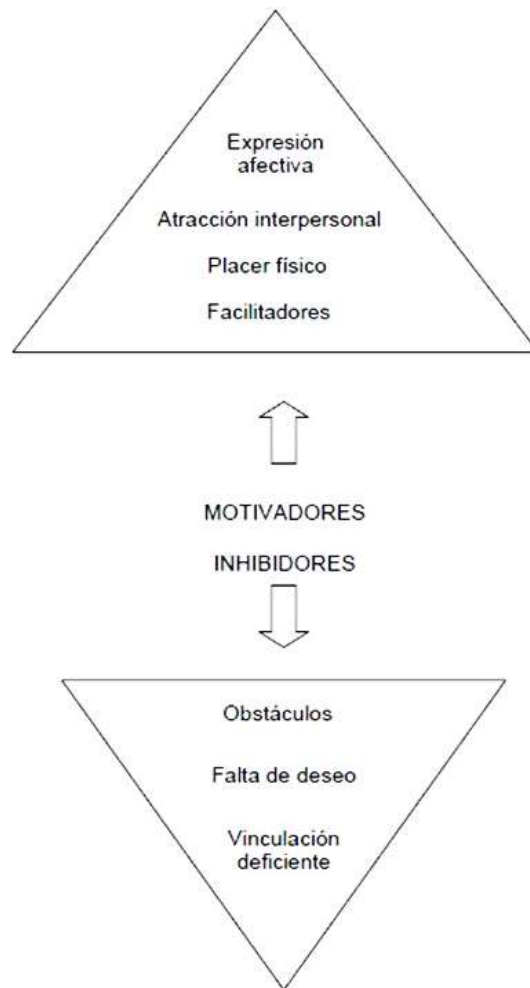 Expresión
afectiva
Atracción interpersonal
Placer físico
Facilitadores
MOTIVADORES
INHIBIDORES
Obstáculos
Falta de deseo
Vinculación
deficiente